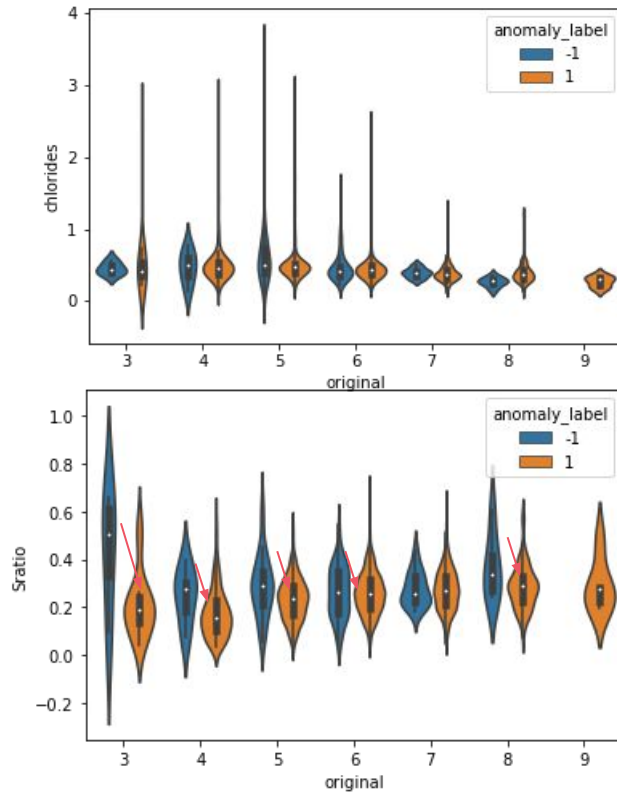 4
3
2
1
0
chlorides
anomaly_label
-1
1
3 4 5 6 7 8 9
original
1.0
0.8
0.6
0.4
0.2
0.0
−0.2
Sratio
anomaly_label
-1
1
3 4 5 6 7 8 9
original